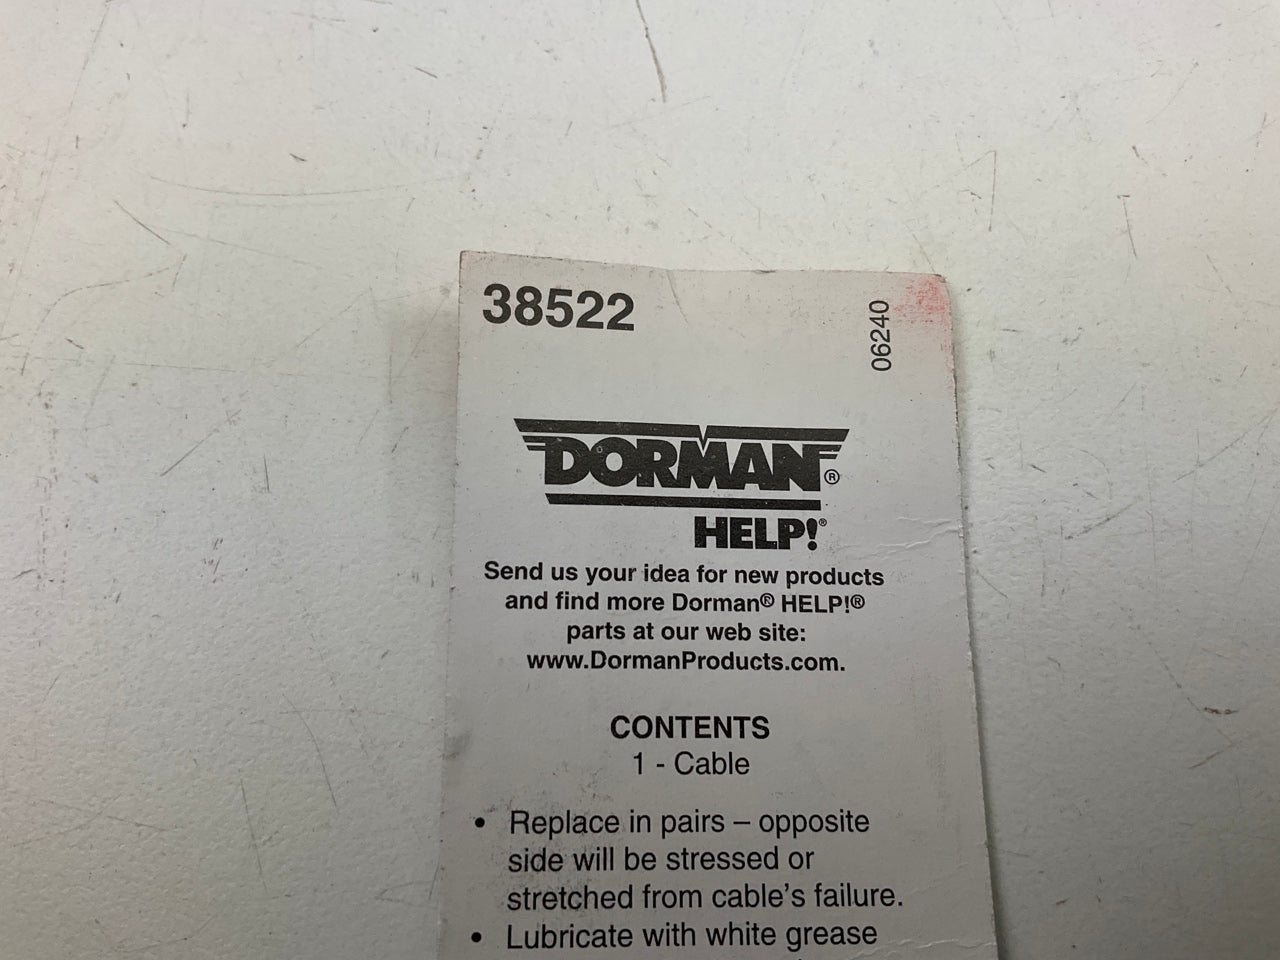 38522
06240
DORMAN®
HELP!®
Send us your idea for new products
and find more Dorman® HELP!®
parts at our web site:
www.DormanProducts.com.
CONTENTS
1 - Cable
• Replace in pairs – opposite
side will be stressed or
stretched from cable's failure.
• Lubricate with white grease